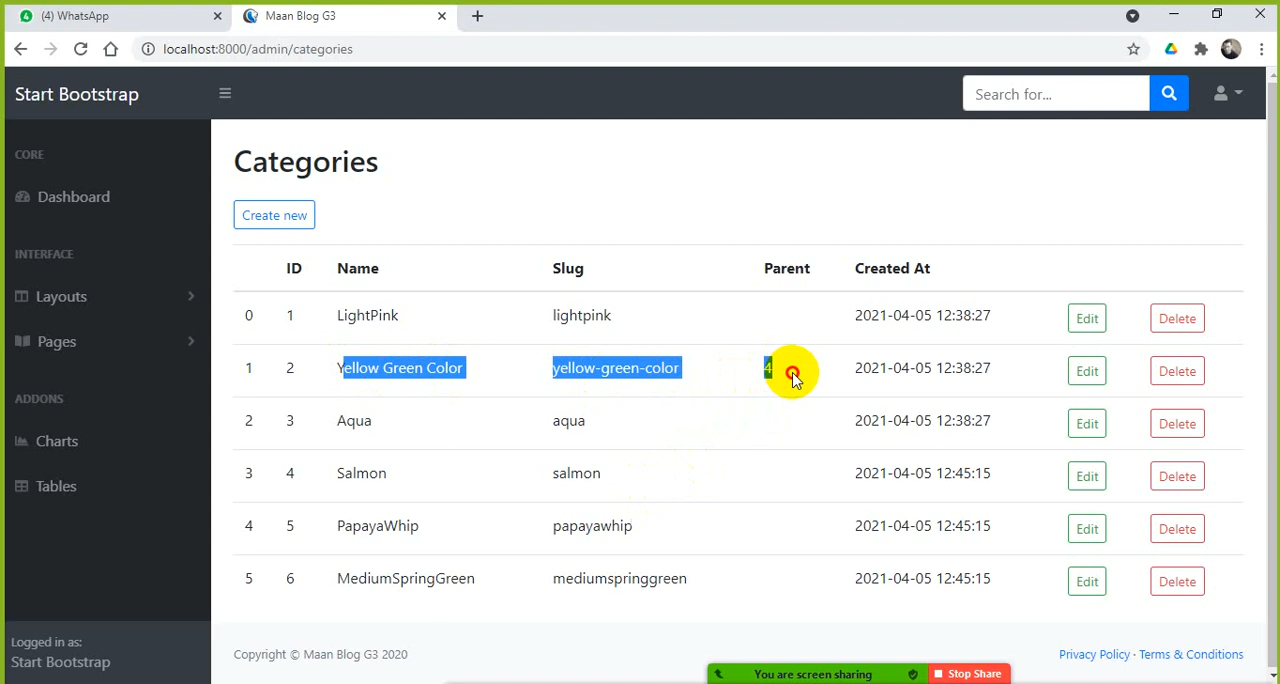 4 (4) WhatsApp
Maan Blog G3
localhost:8000/admin/categories
Start Bootstrap
Search for...
CORE
Dashboard
INTERFACE
Layouts
Pages
ADDONS
Charts
Tables
Logged in as:
Start Bootstrap
Categories
Create new
ID Name Slug Parent Created At
0 1 LightPink lightpink 2021-04-05 12:38:27 Edit Delete
1 2 Yellow Green Color yellow-green-color 4 2021-04-05 12:38:27 Edit Delete
2 3 Aqua aqua 2021-04-05 12:38:27 Edit Delete
3 4 Salmon salmon 2021-04-05 12:45:15 Edit Delete
4 5 PapayaWhip papayawhip 2021-04-05 12:45:15 Edit Delete
5 6 MediumSpringGreen mediumspringgreen 2021-04-05 12:45:15 Edit Delete
Copyright © Maan Blog G3 2020
Privacy Policy · Terms & Conditions
You are screen sharing Stop Share